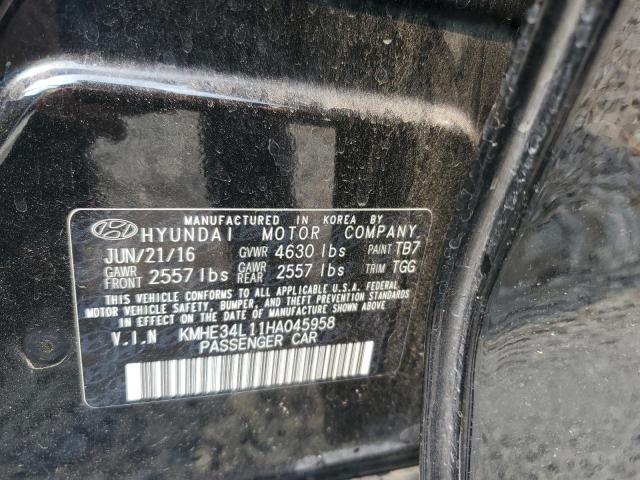 MANUFACTURED IN KOREA BY
HYUNDAI MOTOR COMPANY
JUN/21/16 GVWR 4630 lbs PAINT TB7
GAWR FRONT 2557 lbs GAWR REAR 2557 lbs TRIM TGG
THIS VEHICLE CONFORMS TO ALL APPLICABLE U.S.A. FEDERAL
MOTOR VEHICLE SAFETY, BUMPER, AND THEFT PREVENTION STANDARDS
IN EFFECT ON THE DATE OF MANUFACTURE SHOWN ABOVE.
V.I.N KMHE34L11HA045958
PASSENGER CAR